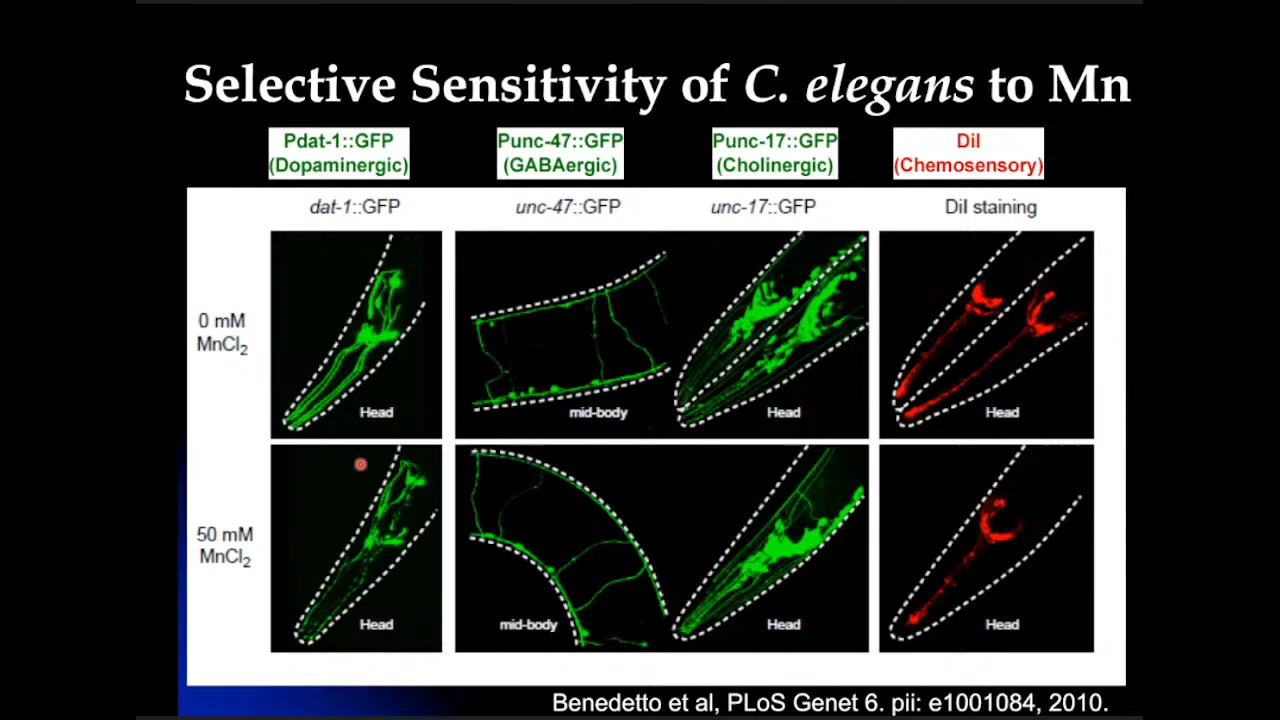 Selective Sensitivity of C. elegans to Mn
Pdat-1::GFP
(Dopaminergic)
Punc-47::GFP
(GABAergic)
Punc-17::GFP
(Cholinergic)
DiI
(Chemosensory)
dat-1::GFP
unc-47::GFP
unc-17::GFP
DiI staining
0 mM
MnCl2
Head
mid-body
Head
Head
50 mM
MnCl2
Head
mid-body
Head
Head
Benedetto et al, PLoS Genet 6. pii: e1001084, 2010.